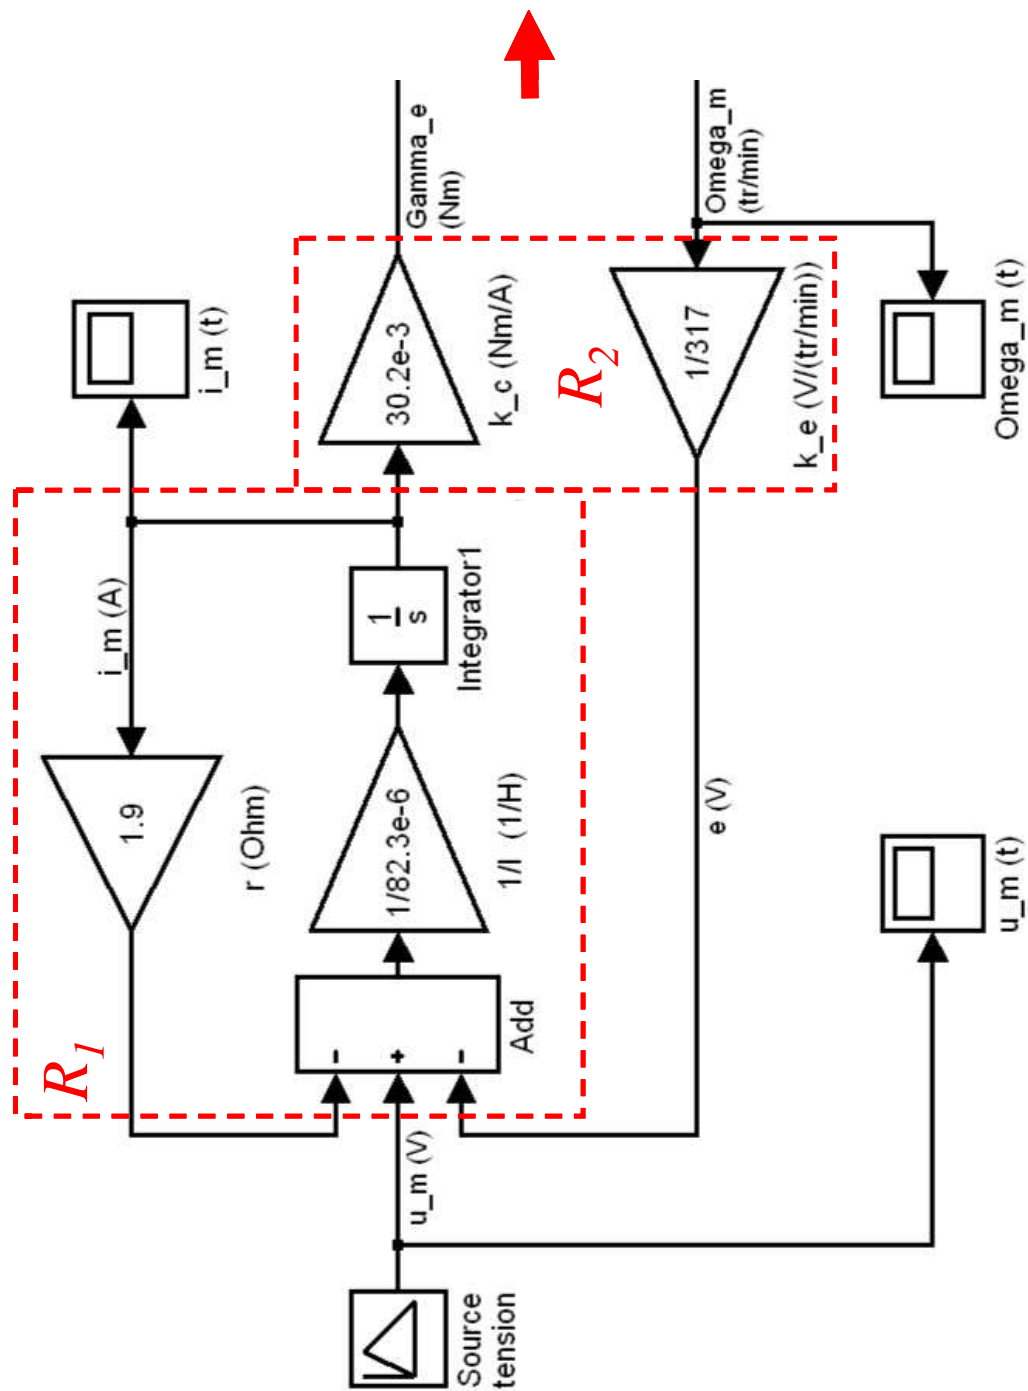 R1
1.9
r (Ohm)
i_m (A)
i_m (t)
Source
tension
u_m (V)
-
+
-
Add
1/82.3e-6
1/l (1/H)
1
s
Integrator1
30.2e-3
k_c (Nm/A)
Gamma_e
(Nm)
R2
e (V)
1/317
k_e (V/(tr/min))
Omega_m
(tr/min)
u_m (t)
Omega_m (t)